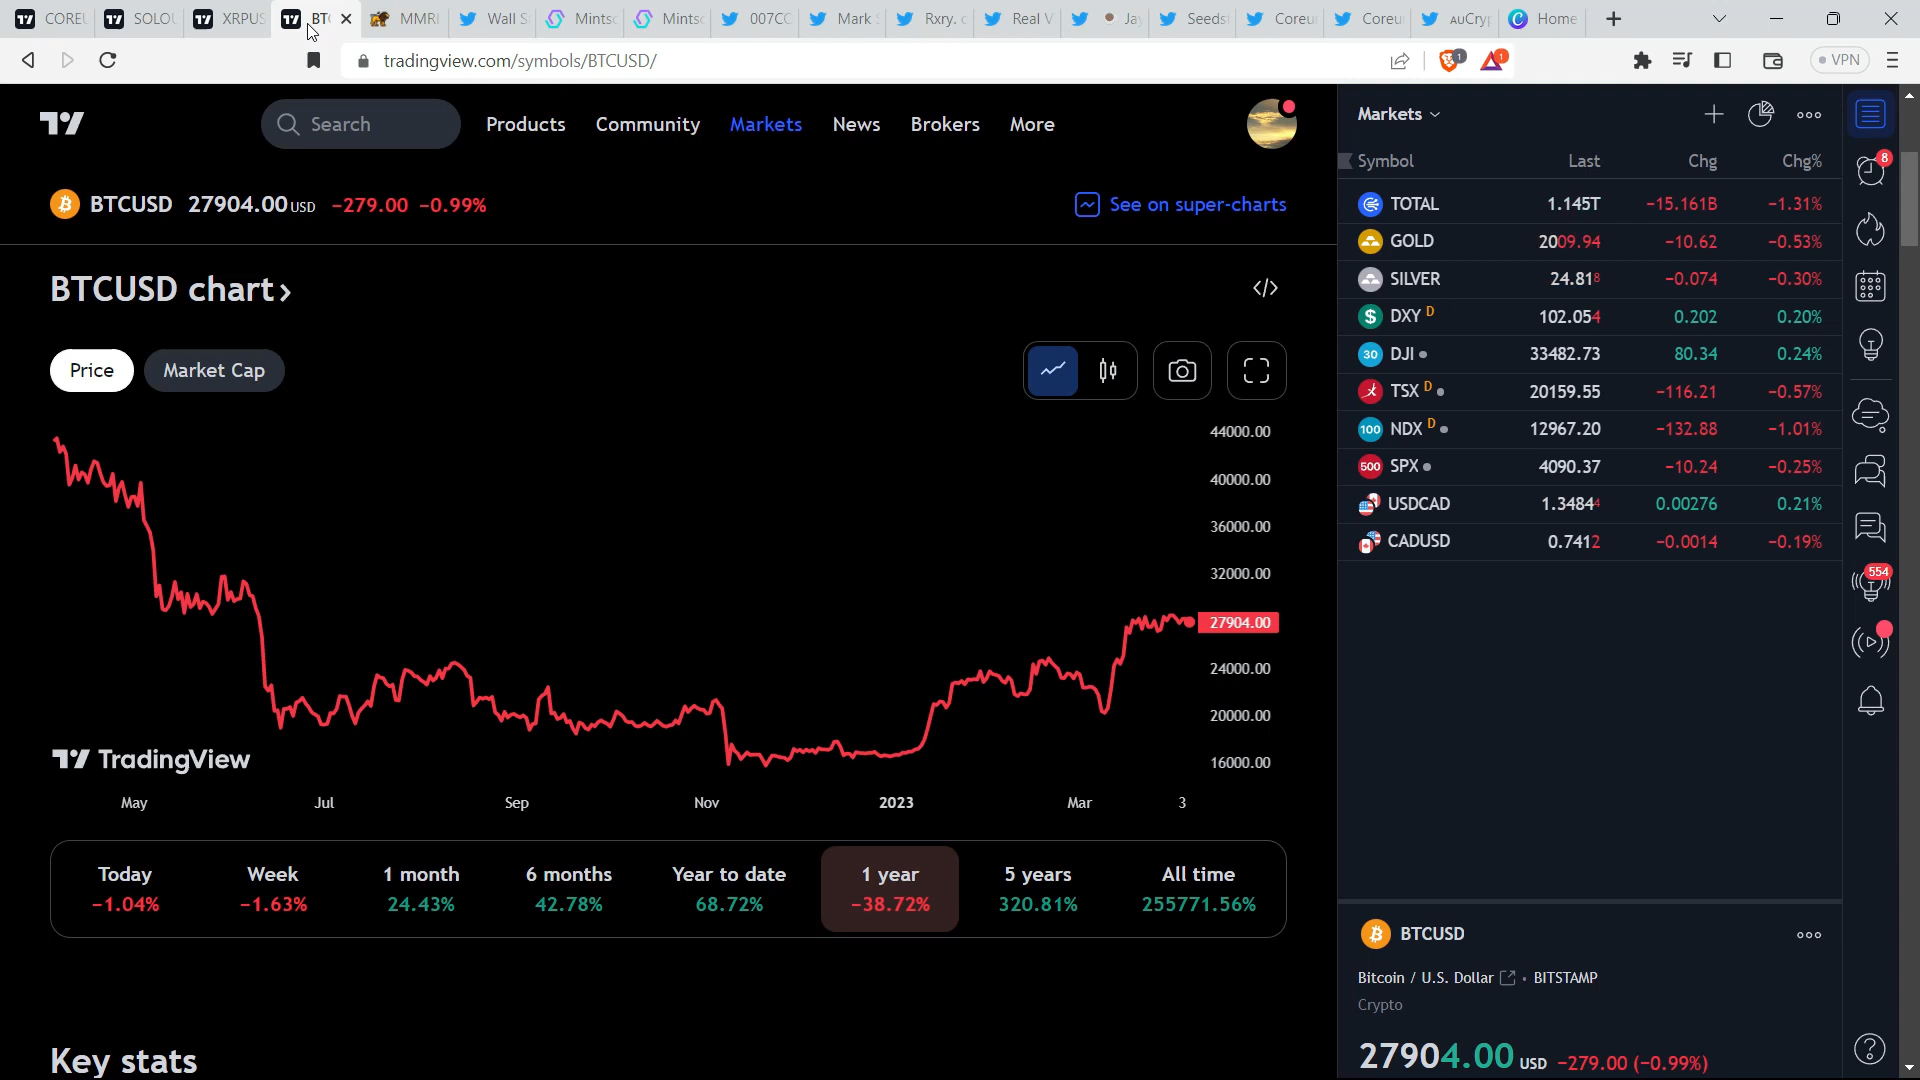 COREU SOLO XRPUS BT MMRI Wall S Mints Mints 007CC Mark Rxry. Real V Ja Seeds Coreu Coreu AuCry Home
tradingview.com/symbols/BTCUSD/ 1 1 VPN
Search Products Community Markets News Brokers More
BTCUSD 27904.00 USD −279.00 −0.99% See on super-charts
BTCUSD chart
Price Market Cap
44000.00
40000.00
36000.00
32000.00
27904.00
24000.00
20000.00
16000.00
TradingView
May Jul Sep Nov 2023 Mar 3
Today Week 1 month 6 months Year to date 1 year 5 years All time
−1.04% −1.63% 24.43% 42.78% 68.72% −38.72% 320.81% 255771.56%
Key stats
Markets
Symbol Last Chg Chg%
TOTAL 1.145T −15.161B −1.31%
GOLD 2009.94 −10.62 −0.53%
SILVER 24.818 −0.074 −0.30%
$ DXY D 102.054 0.202 0.20%
30 DJI 33482.73 80.34 0.24%
TSX D 20159.55 −116.21 −0.57%
100 NDX D 12967.20 −132.88 −1.01%
500 SPX 4090.37 −10.24 −0.25%
USDCAD 1.34844 0.00276 0.21%
CADUSD 0.7412 −0.0014 −0.19%
BTCUSD
Bitcoin / U.S. Dollar • BITSTAMP
Crypto
27904.00 USD −279.00 (−0.99%)
8
554